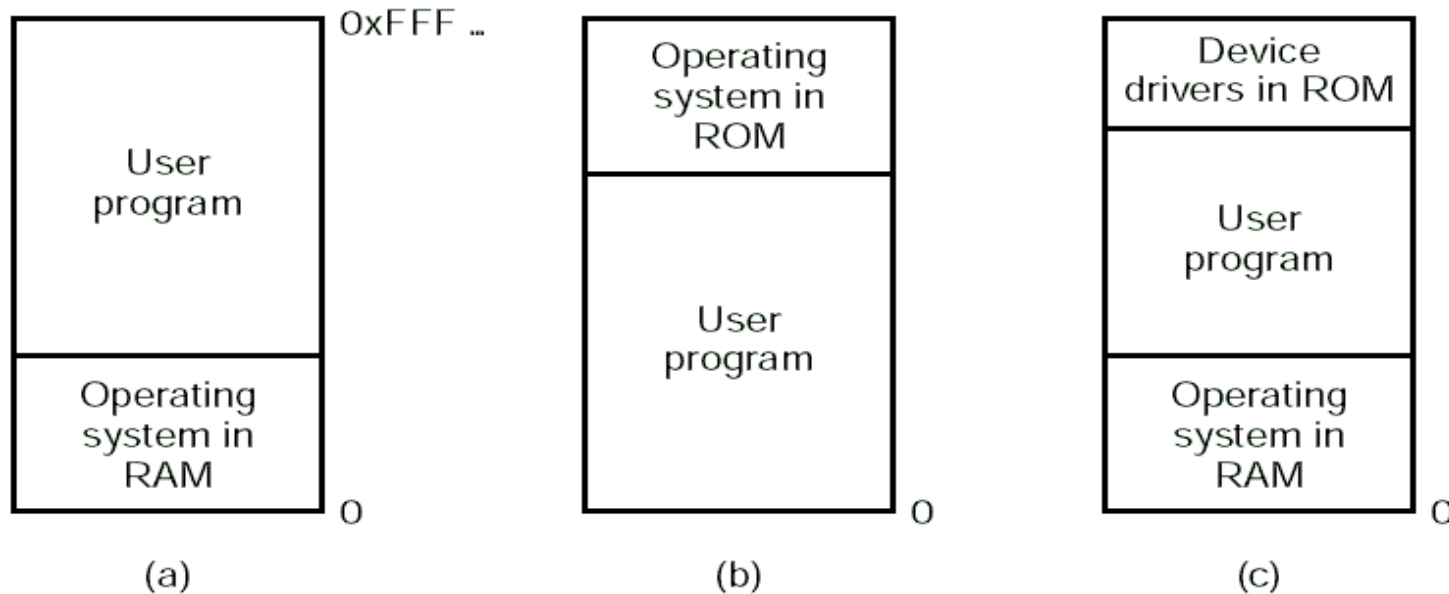 0xFFF ...
User
program
Operating
system in
RAM
0
(a)
Operating
system in
ROM
User
program
0
(b)
Device
drivers in ROM
User
program
Operating
system in
RAM
0
(c)